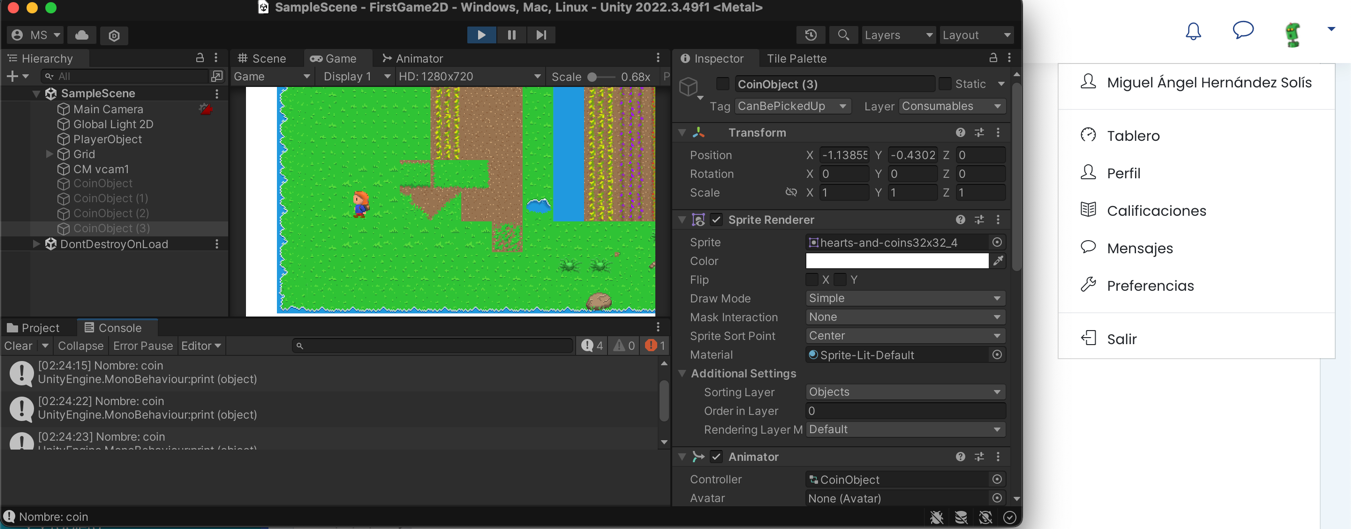 SampleScene - FirstGame2D - Windows, Mac, Linux - Unity 2022.3.49f1 <Metal>
MS
Layers
Layout
Hierarchy
All
SampleScene
Main Camera
Global Light 2D
PlayerObject
Grid
CM vcam1
CoinObject
CoinObject (1)
CoinObject (2)
CoinObject (3)
DontDestroyOnLoad
Scene Game Animator
Game Display 1 HD: 1280x720 Scale 0.68x P
Project Console
Clear Collapse Error Pause Editor 4 0 1
[02:24:15] Nombre: coin
UnityEngine.MonoBehaviour:print (object)
[02:24:22] Nombre: coin
UnityEngine.MonoBehaviour:print (object)
[02:24:23] Nombre: coin
UnityEngine.MonoBehaviour:print (object)
Nombre: coin
Inspector Tile Palette
CoinObject (3) Static
Tag CanBePickedUp Layer Consumables
Transform
Position X -1.13855 Y -0.4302 Z 0
Rotation X 0 Y 0 Z 0
Scale X 1 Y 1 Z 1
Sprite Renderer
Sprite hearts-and-coins32x32_4
Color
Flip X Y
Draw Mode Simple
Mask Interaction None
Sprite Sort Point Center
Material Sprite-Lit-Default
Additional Settings
Sorting Layer Objects
Order in Layer 0
Rendering Layer M Default
Animator
Controller CoinObject
Avatar None (Avatar)
Miguel Ángel Hernández Solís
Tablero
Perfil
Calificaciones
Mensajes
Preferencias
Salir